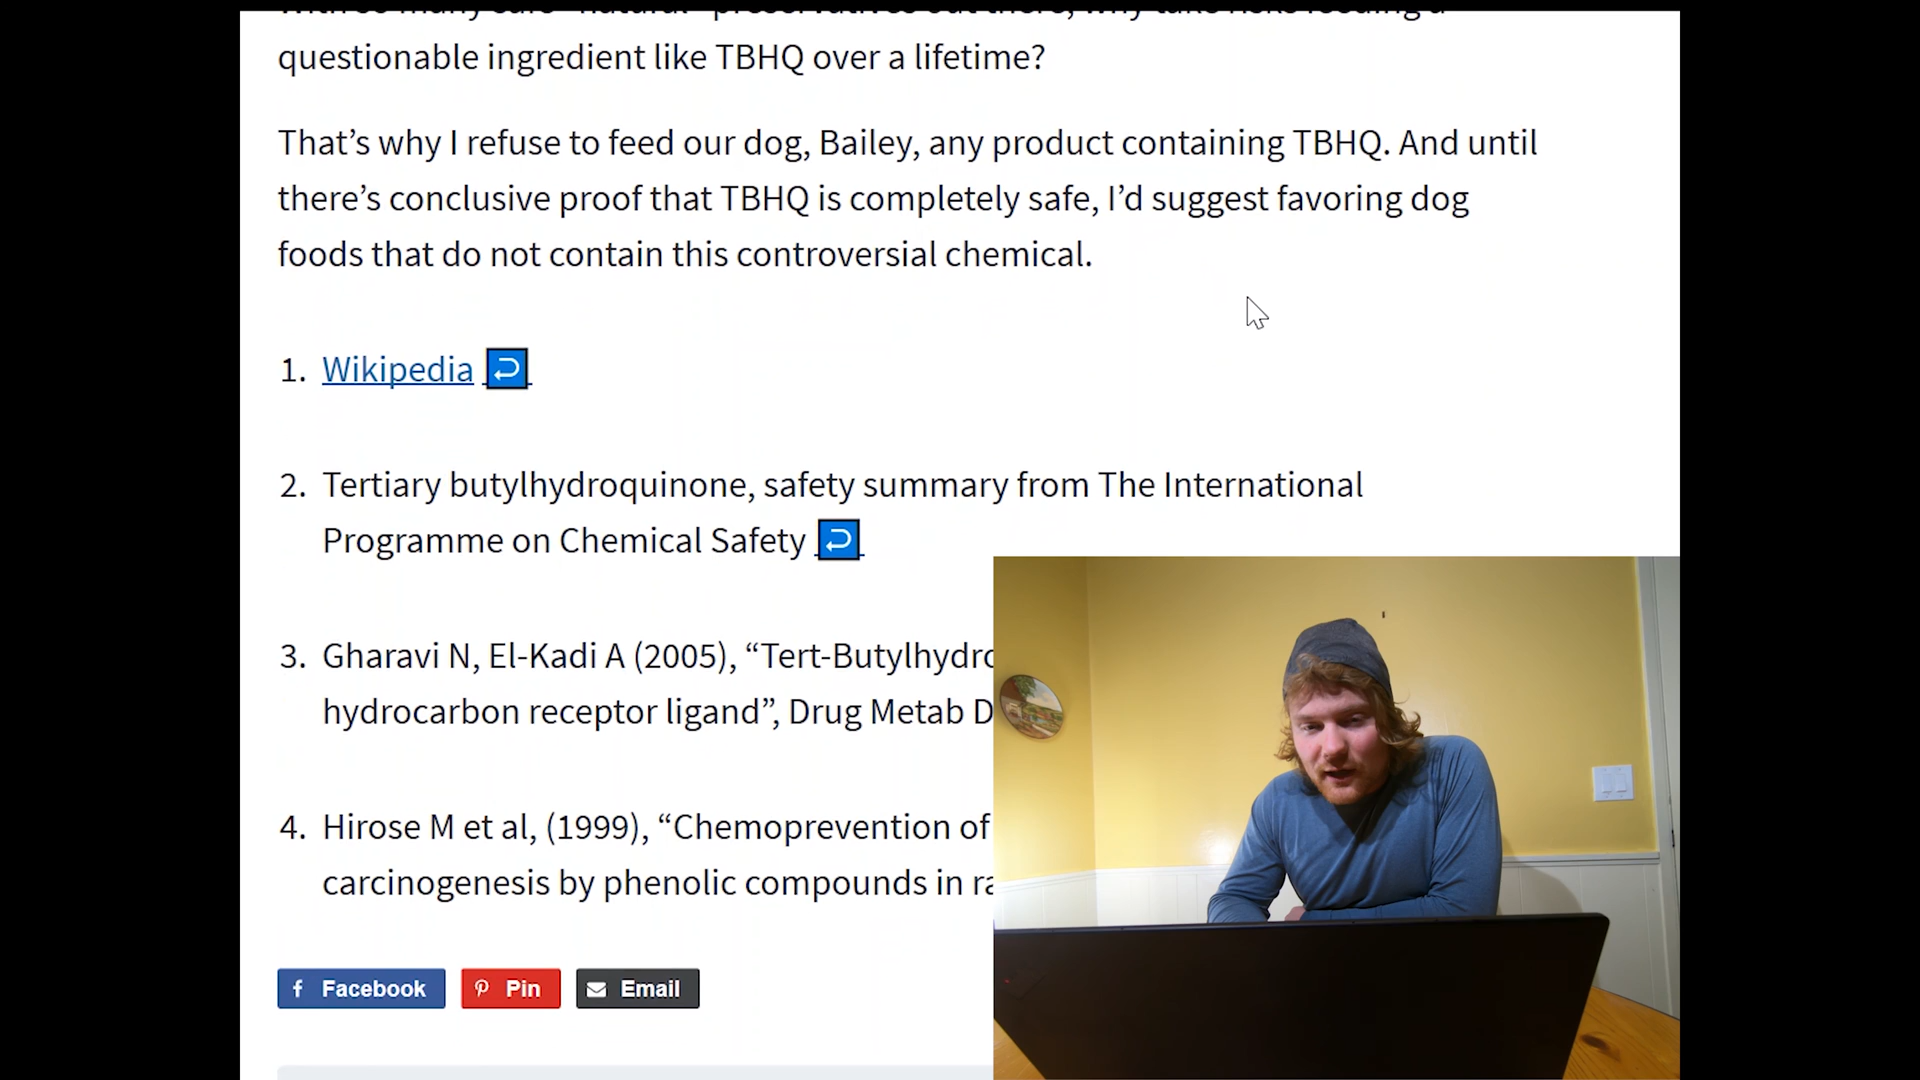 questionable ingredient like TBHQ over a lifetime?
That’s why I refuse to feed our dog, Bailey, any product containing TBHQ. And until
there’s conclusive proof that TBHQ is completely safe, I’d suggest favoring dog
foods that do not contain this controversial chemical.
1. Wikipedia
2. Tertiary butylhydroquinone, safety summary from The International
Programme on Chemical Safety
3. Gharavi N, El-Kadi A (2005), “Tert-Butylhydro
hydrocarbon receptor ligand”, Drug Metab D
4. Hirose M et al, (1999), “Chemoprevention of
carcinogenesis by phenolic compounds in ra
Facebook Pin Email